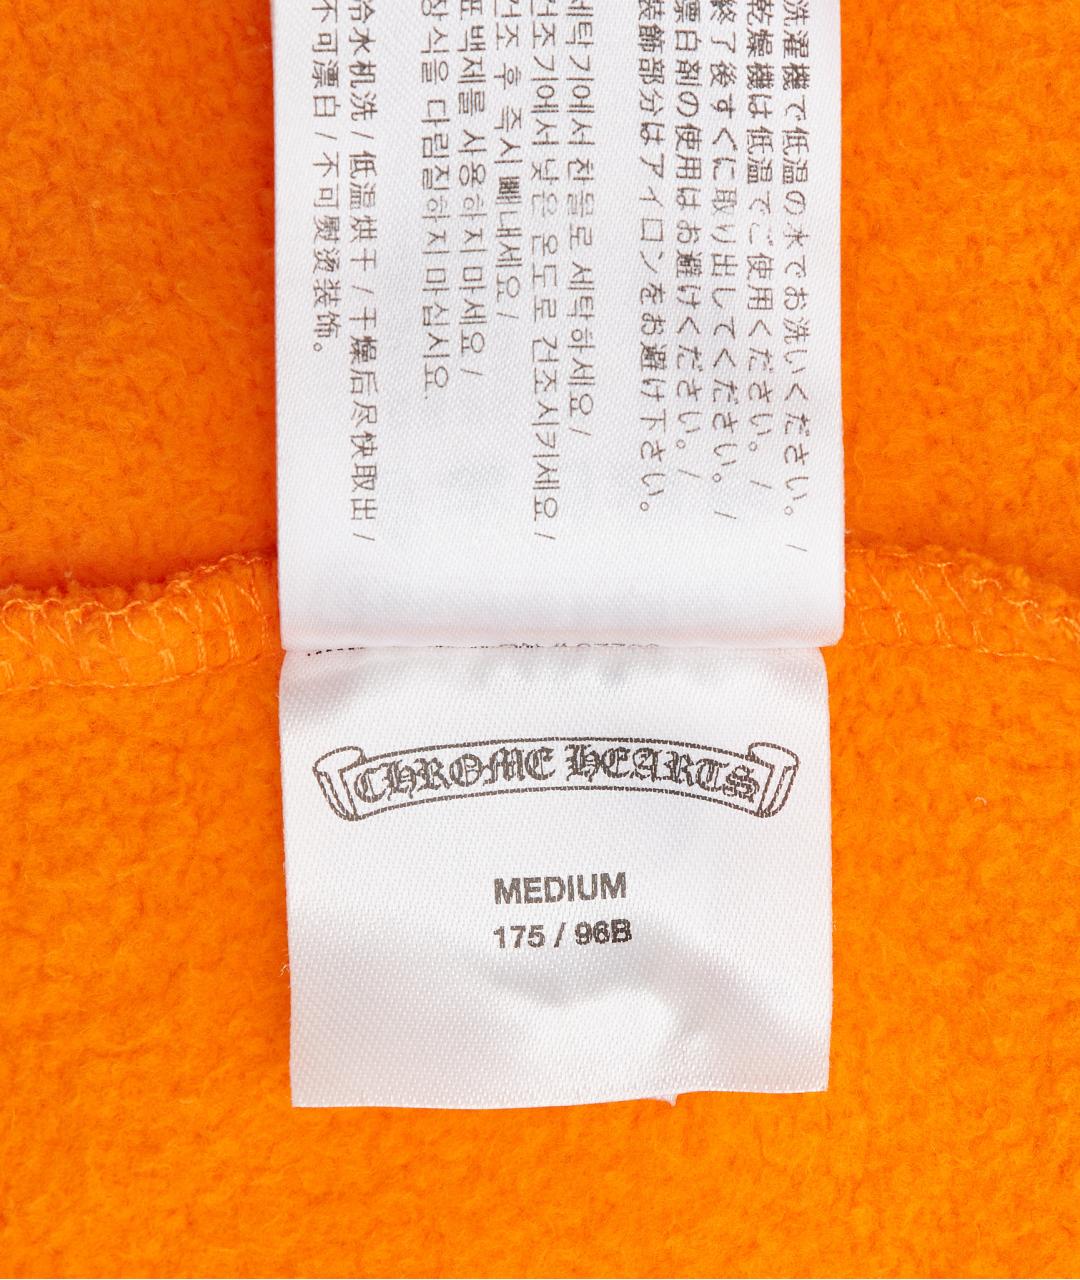 洗濯機で低温の水でお洗いください。 /
乾燥機は低温でご使用ください。 /
終了後すぐに取り出してください。 /
漂白剤の使用はお避けください。 /
装飾部分はアイロンをお避け下さい。
세탁기에서 찬물로 세탁하세요 /
건조기에서 낮은 온도로 건조시키세요 /
건조 후 즉시 빼내세요 /
표백제를 사용하지 마세요 /
장식을 다림질하지 마십시요.
冷水机洗 / 低温烘干 / 干燥后尽快取出 /
不可漂白 / 不可熨烫装饰。
CHROME HEARTS
MEDIUM
175 / 96B